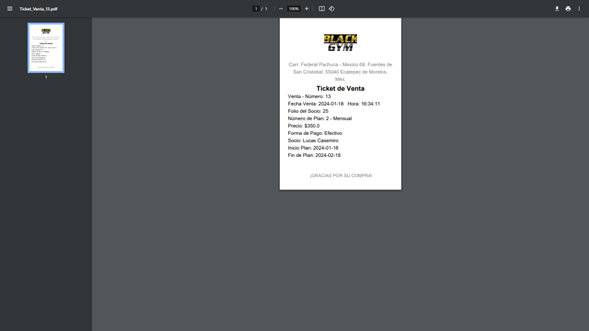 Ticket_Venta_13.pdf
1 / 1
100%
1
BLACK
GYM
Carr. Federal Pachuca - Mexico 68, Fuentes de
San Cristobal, 55040 Ecatepec de Morelos,
Méx.
Ticket de Venta
Venta - Número: 13
Fecha Venta: 2024-01-18 Hora: 16:34:11
Folio del Socio: 25
Número de Plan: 2 - Mensual
Precio: $350.0
Forma de Pago: Efectivo
Socio: Lucas Casemiro
Inicio Plan: 2024-01-18
Fin de Plan: 2024-02-18
¡GRACIAS POR SU COMPRA!